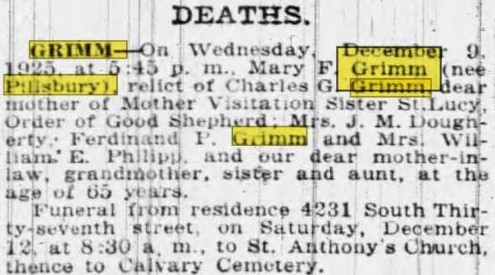 DEATHS.
GRIMM—On Wednesday, December 9,
1925, at 5:45 p. m., Mary F. Grimm (nee
Pillsbury), relict of Charles G. Grimm, dear
mother of Mother Visitation Sister St. Lucy,
Order of Good Shepherd; Mrs. J. M. Dough-
erty, Ferdinand P. Grimm and Mrs. Wil-
liam E. Philipp, and our dear mother-in-
law, grandmother, sister and aunt, at the
age of 65 years.
Funeral from residence 4231 South Thir-
ty-seventh street, on Saturday, December
12, at 8:30 a. m., to St. Anthony's Church,
thence to Calvary Cemetery.